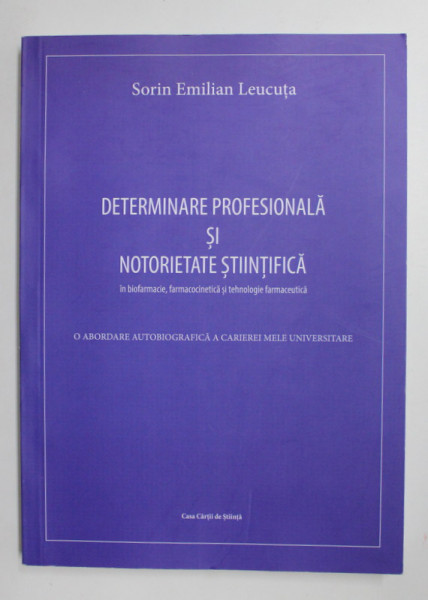 Sorin Emilian Leucuța
DETERMINARE PROFESIONALĂ
ȘI
NOTORIETATE ȘTIINȚIFICĂ
în biofarmacie, farmacocinetică și tehnologie farmaceutică
O ABORDARE AUTOBIOGRAFICĂ A CARIEREI MELE UNIVERSITARE
Casa Cărții de Știință